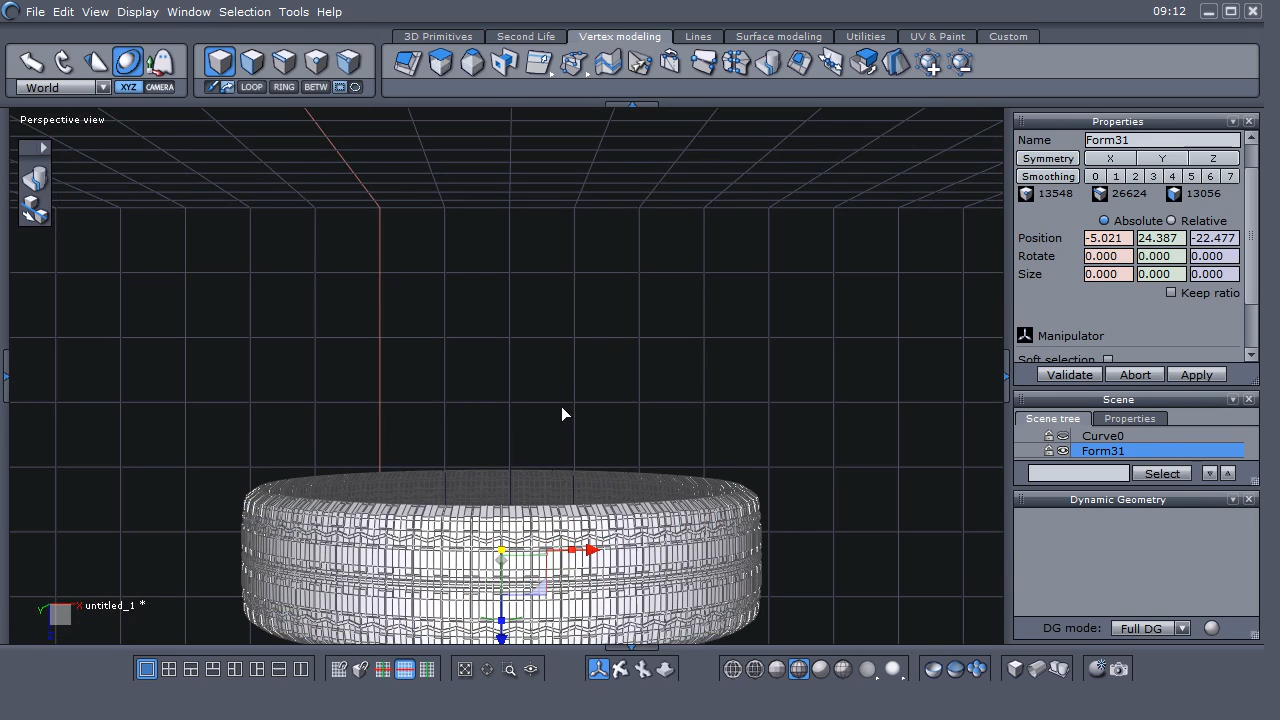 File Edit View Display Window Selection Tools Help 09:12
3D Primitives Second Life Vertex modeling Lines Surface modeling Utilities UV & Paint Custom
World XYZ CAMERA LOOP RING BETW
Perspective view
Properties
Name Form31
Symmetry X Y Z
Smoothing 0 1 2 3 4 5 6 7
13548 26624 13056
Absolute Relative
Position -5.021 24.387 -22.477
Rotate 0.000 0.000 0.000
Size 0.000 0.000 0.000
Keep ratio
Manipulator
Soft selection
Validate Abort Apply
Scene
Scene tree Properties
Curve0
Form31
Select
Dynamic Geometry
Y X untitled_1 *
DG mode: Full DG